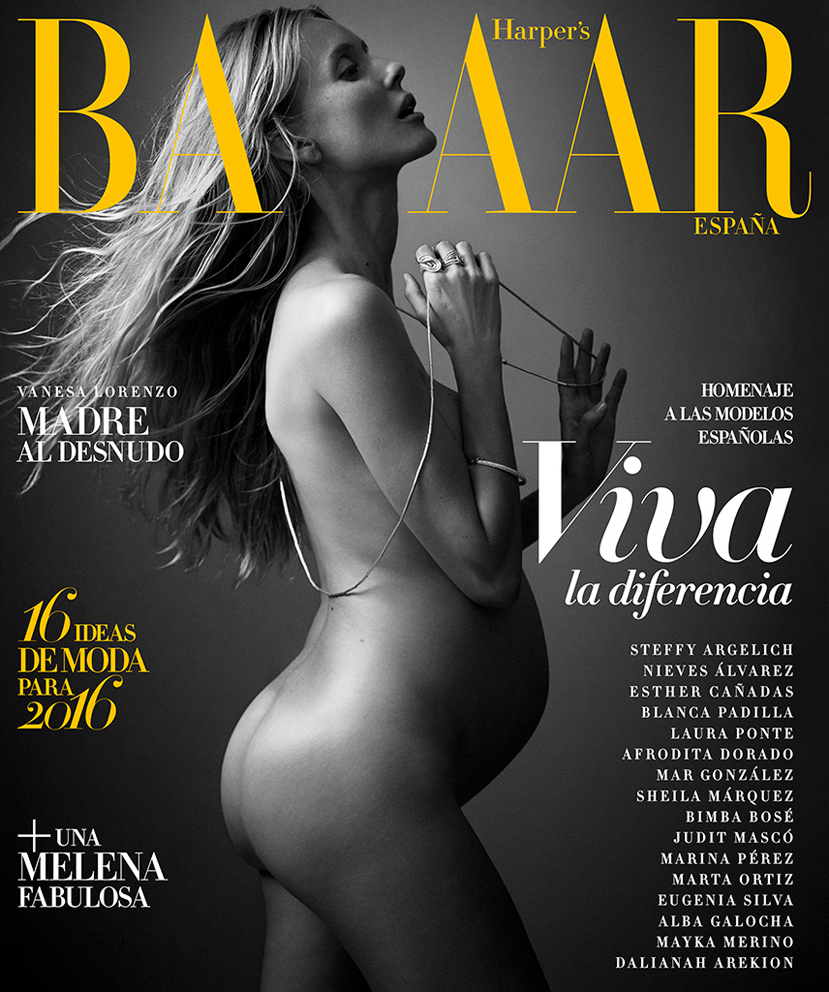 Harper's
BAZAAR
ESPAÑA
VANESA LORENZO
MADRE
AL DESNUDO
HOMENAJE
A LAS MODELOS
ESPAÑOLAS
Viva
la diferencia
16 IDEAS
DE MODA
PARA
2016
+ UNA
MELENA
FABULOSA
STEFFY ARGELICH
NIEVES ÁLVAREZ
ESTHER CAÑADAS
BLANCA PADILLA
LAURA PONTE
AFRODITA DORADO
MAR GONZÁLEZ
SHEILA MÁRQUEZ
BIMBA BOSÉ
JUDIT MASCÓ
MARINA PÉREZ
MARTA ORTIZ
EUGENIA SILVA
ALBA GALOCHA
MAYKA MERINO
DALIANAH AREKION